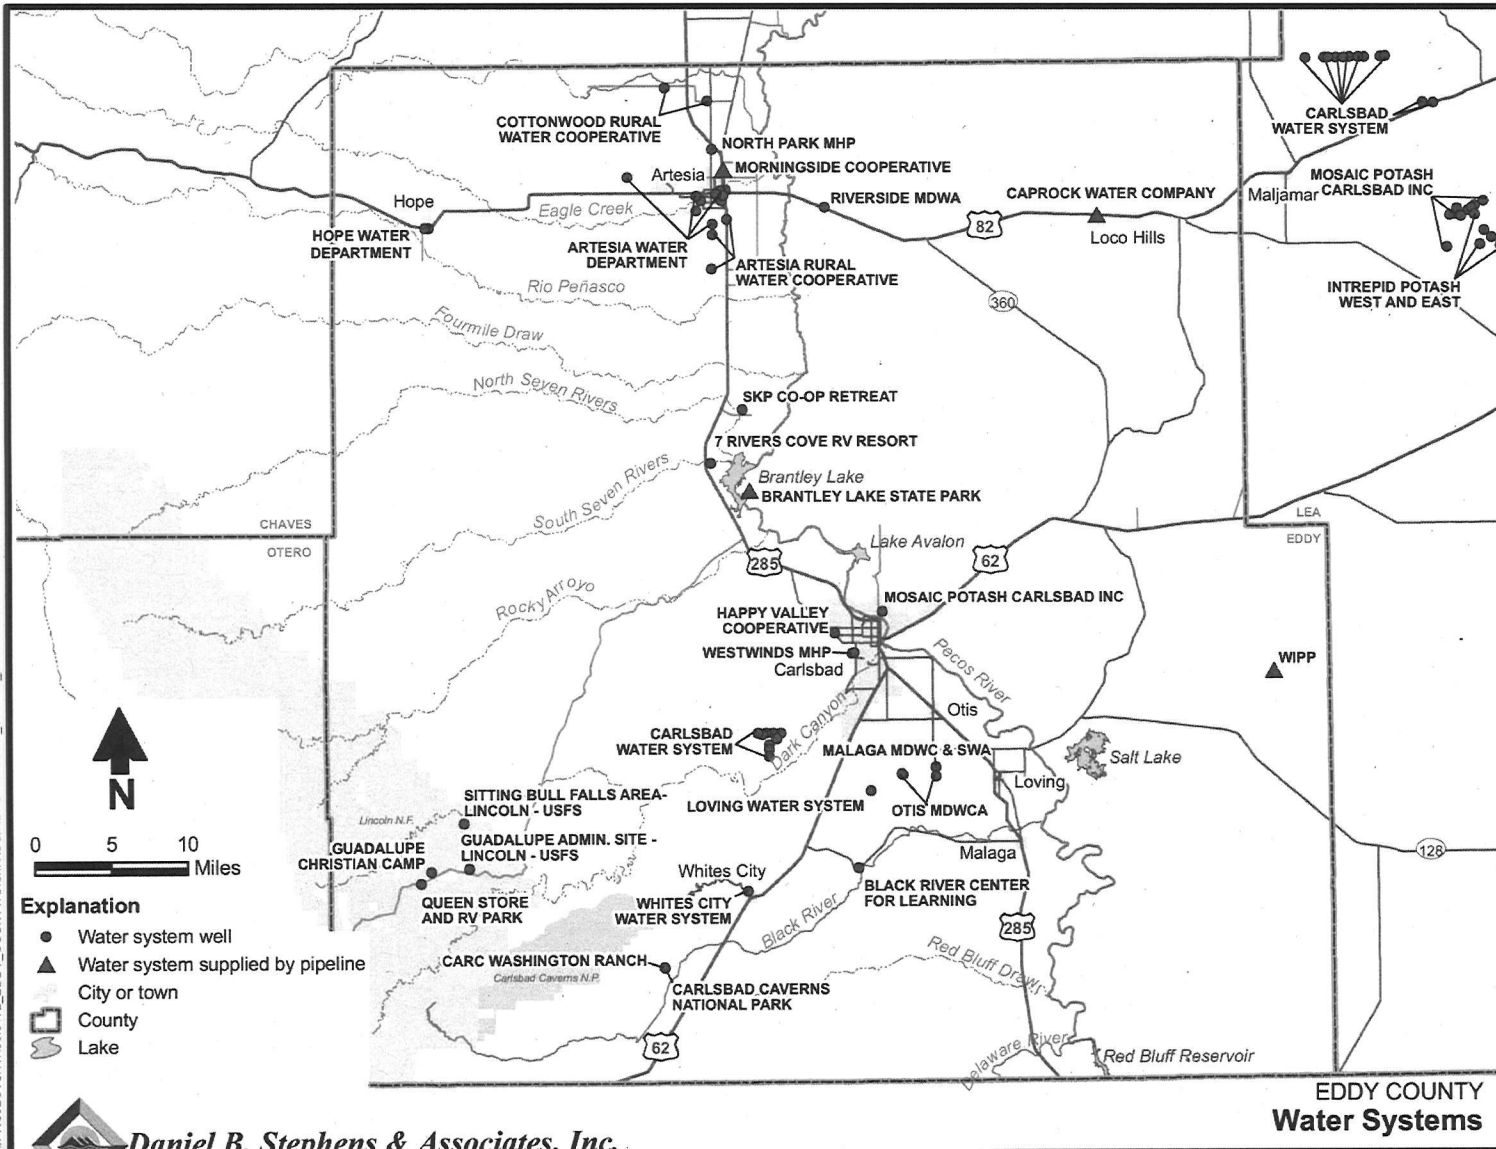 CARLSBAD
WATER SYSTEM
COTTONWOOD RURAL
WATER COOPERATIVE
NORTH PARK MHP
MORNINGSIDE COOPERATIVE
Artesia
MOSAIC POTASH
CARLSBAD INC
Hope
RIVERSIDE MDWA
CAPROCK WATER COMPANY
Maljamar
Eagle Creek
82
Loco Hills
HOPE WATER
DEPARTMENT
ARTESIA WATER
DEPARTMENT
ARTESIA RURAL
WATER COOPERATIVE
Rio Peñasco
INTREPID POTASH
WEST AND EAST
360
Fourmile Draw
North Seven Rivers
SKP CO-OP RETREAT
7 RIVERS COVE RV RESORT
South Seven Rivers
Brantley Lake
BRANTLEY LAKE STATE PARK
CHAVES
OTERO
LEA
EDDY
Lake Avalon
285
62
Rocky Arroyo
MOSAIC POTASH CARLSBAD INC
HAPPY VALLEY
COOPERATIVE
WESTWINDS MHP
Carlsbad
Pecos River
WIPP
Otis
Dark Canyon
CARLSBAD
WATER SYSTEM
MALAGA MDWC & SWA
Salt Lake
Loving
N
SITTING BULL FALLS AREA-
LINCOLN - USFS
LOVING WATER SYSTEM
OTIS MDWCA
Lincoln N.F.
GUADALUPE
CHRISTIAN CAMP
GUADALUPE ADMIN. SITE -
LINCOLN - USFS
0 5 10
Miles
Malaga
128
Whites City
WHITES CITY
WATER SYSTEM
BLACK RIVER CENTER
FOR LEARNING
QUEEN STORE
AND RV PARK
Black River
285
Red Bluff Draw
CARC WASHINGTON RANCH
Carlsbad Caverns N.P.
CARLSBAD CAVERNS
NATIONAL PARK
62
Delaware River
Red Bluff Reservoir
Explanation
Water system well
Water system supplied by pipeline
City or town
County
Lake
EDDY COUNTY
Water Systems
Daniel B. Stephens & Associates, Inc.